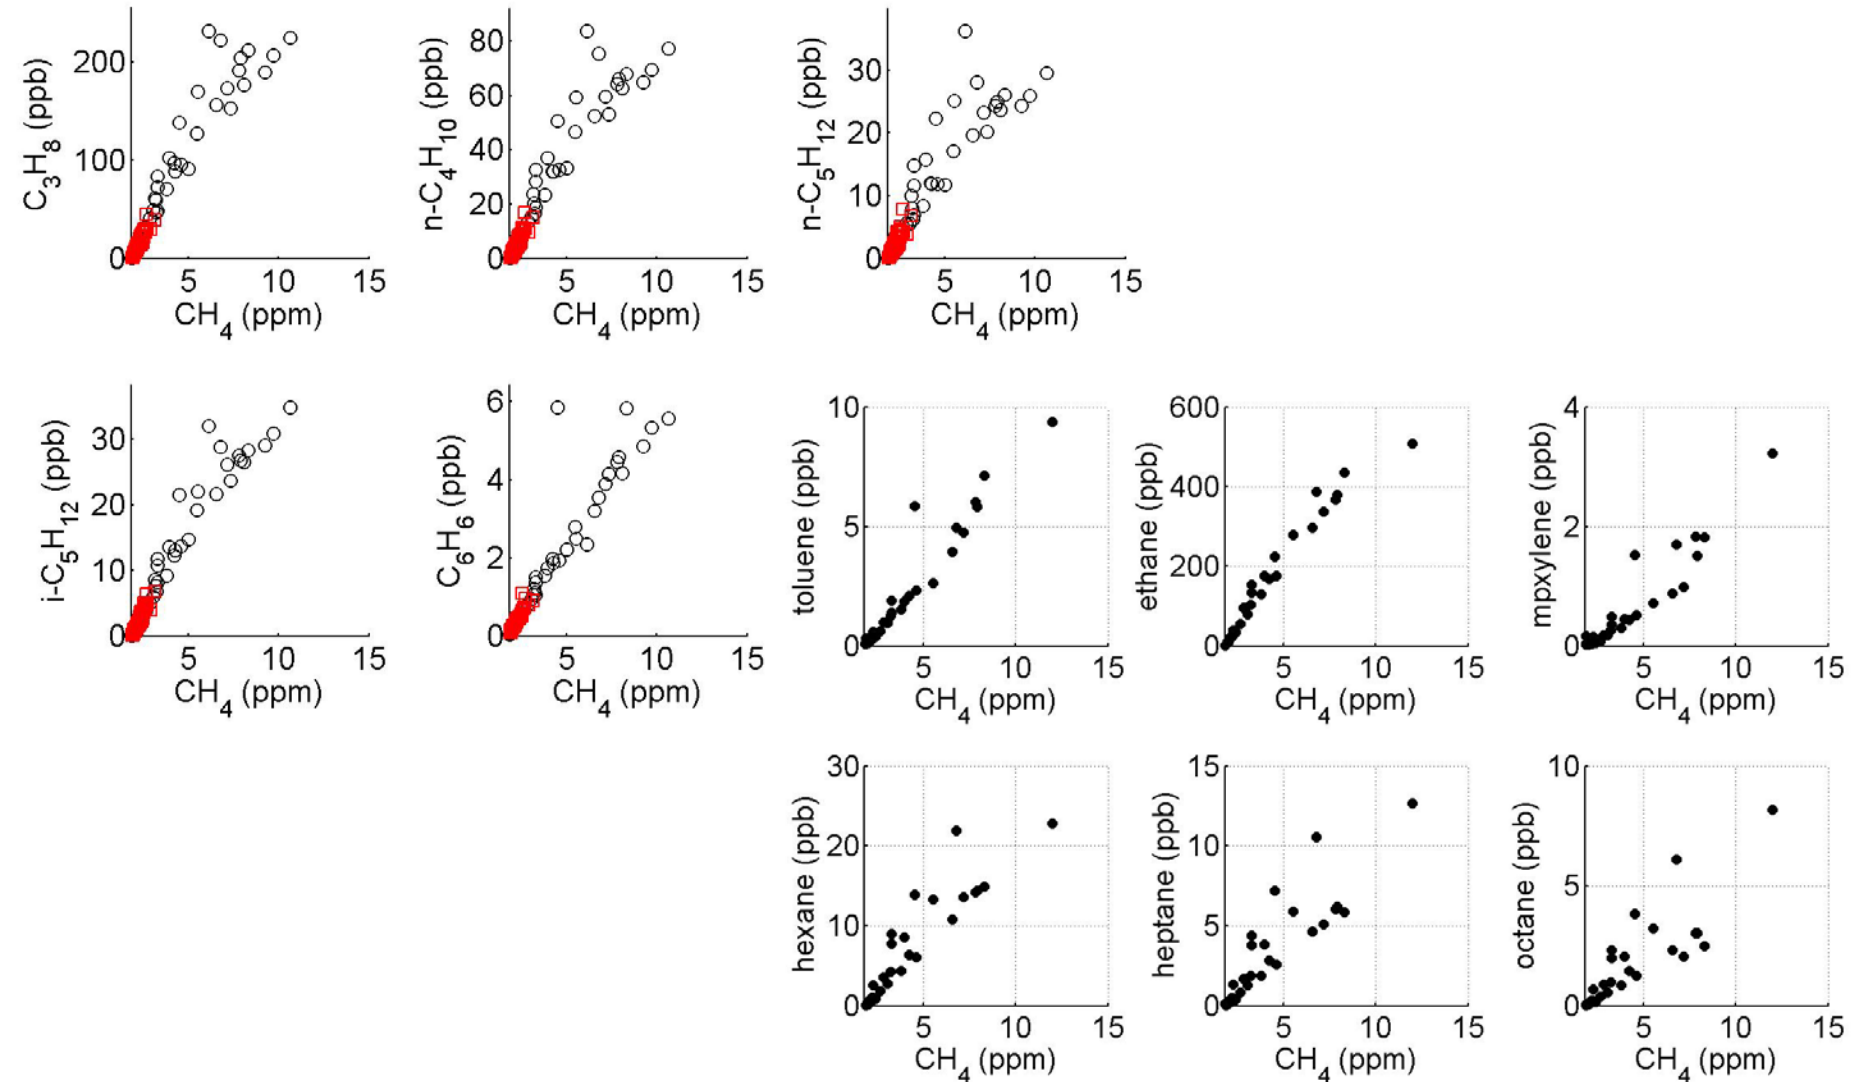 C3H8 (ppb)
200
100
0
5 10 15
CH4 (ppm)
n-C4H10 (ppb)
80
60
40
20
0
5 10 15
CH4 (ppm)
n-C5H12 (ppb)
30
20
10
0
5 10 15
CH4 (ppm)
i-C5H12 (ppb)
30
20
10
0
5 10 15
CH4 (ppm)
C6H6 (ppb)
6
4
2
0
5 10 15
CH4 (ppm)
toluene (ppb)
10
5
0
5 10 15
CH4 (ppm)
ethane (ppb)
600
400
200
0
5 10 15
CH4 (ppm)
mpxylene (ppb)
4
2
0
5 10 15
CH4 (ppm)
hexane (ppb)
30
20
10
0
5 10 15
CH4 (ppm)
heptane (ppb)
15
10
5
0
5 10 15
CH4 (ppm)
octane (ppb)
10
5
0
5 10 15
CH4 (ppm)